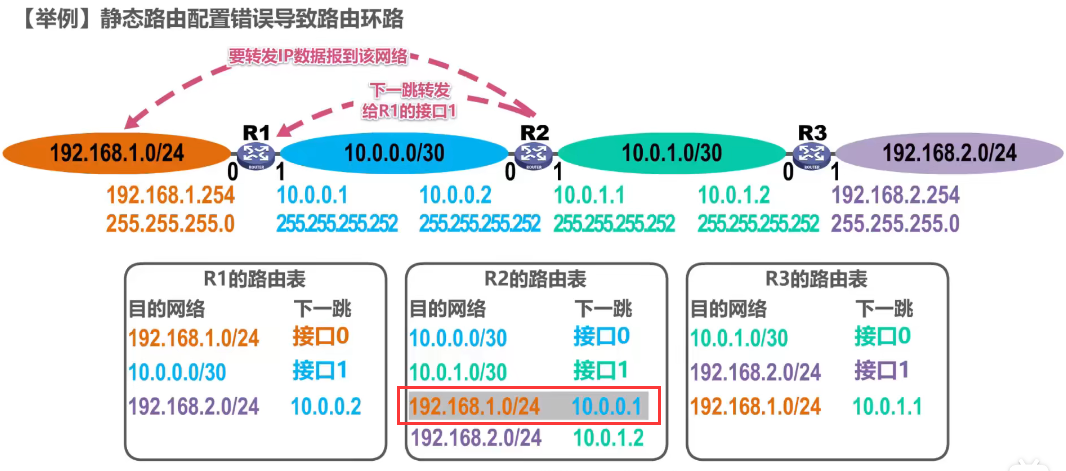 【举例】静态路由配置错误导致路由环路
要转发IP数据报到该网络
下一跳转发
给R1的接口1
R1
R2
R3
192.168.1.0/24
10.0.0.0/30
10.0.1.0/30
192.168.2.0/24
0
1
0
1
0
1
192.168.1.254
10.0.0.1
10.0.0.2
10.0.1.1
10.0.1.2
192.168.2.254
255.255.255.0
255.255.255.252
255.255.255.252
255.255.255.252
255.255.255.252
255.255.255.0
R1的路由表
目的网络 下一跳
192.168.1.0/24 接口0
10.0.0.0/30 接口1
192.168.2.0/24 10.0.0.2
R2的路由表
目的网络 下一跳
10.0.0.0/30 接口0
10.0.1.0/30 接口1
192.168.1.0/24 10.0.0.1
192.168.2.0/24 10.0.1.2
R3的路由表
目的网络 下一跳
10.0.1.0/30 接口0
192.168.2.0/24 接口1
192.168.1.0/24 10.0.1.1